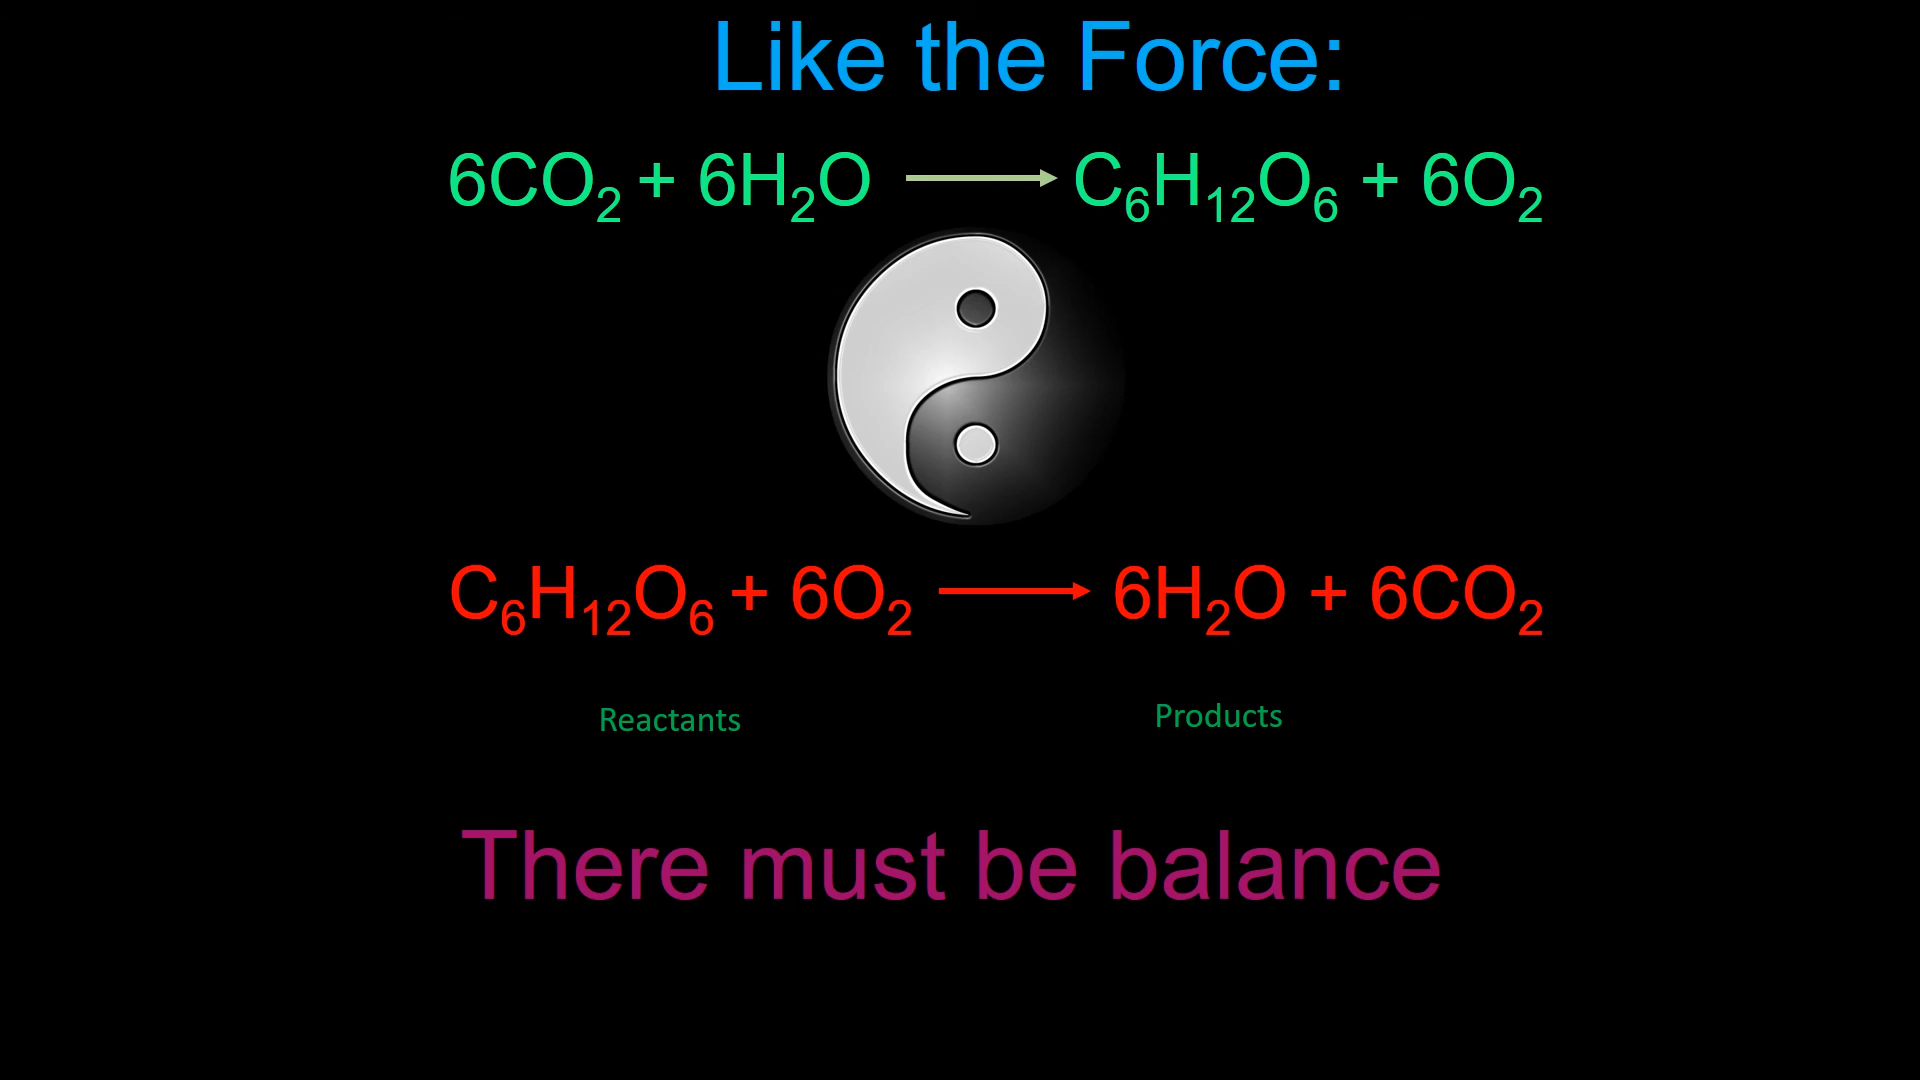 Like the Force:
6CO₂ + 6H₂O → C₆H₁₂O₆ + 6O₂
C₆H₁₂O₆ + 6O₂ → 6H₂O + 6CO₂
Reactants Products
There must be balance